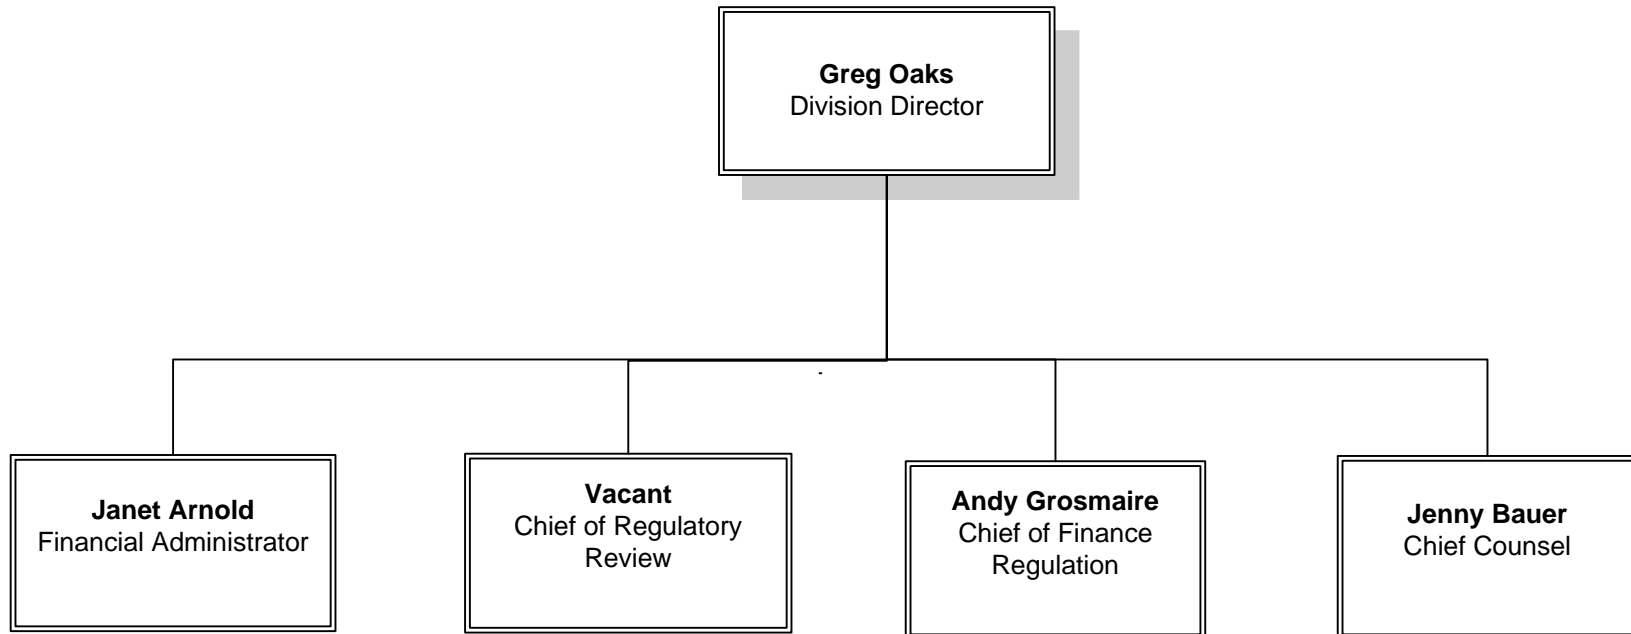 Greg Oaks
Division Director
-
Janet Arnold
Financial Administrator
Vacant
Chief of Regulatory
Review
Andy Grosmaire
Chief of Finance
Regulation
Jenny Bauer
Chief Counsel